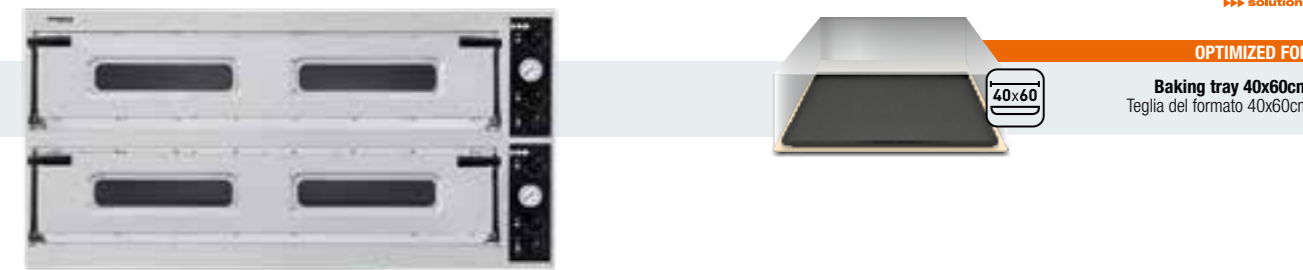 ▸▸▸ solution
OPTIMIZED FO
40x60
Baking tray 40x60cm
Teglia del formato 40x60cm